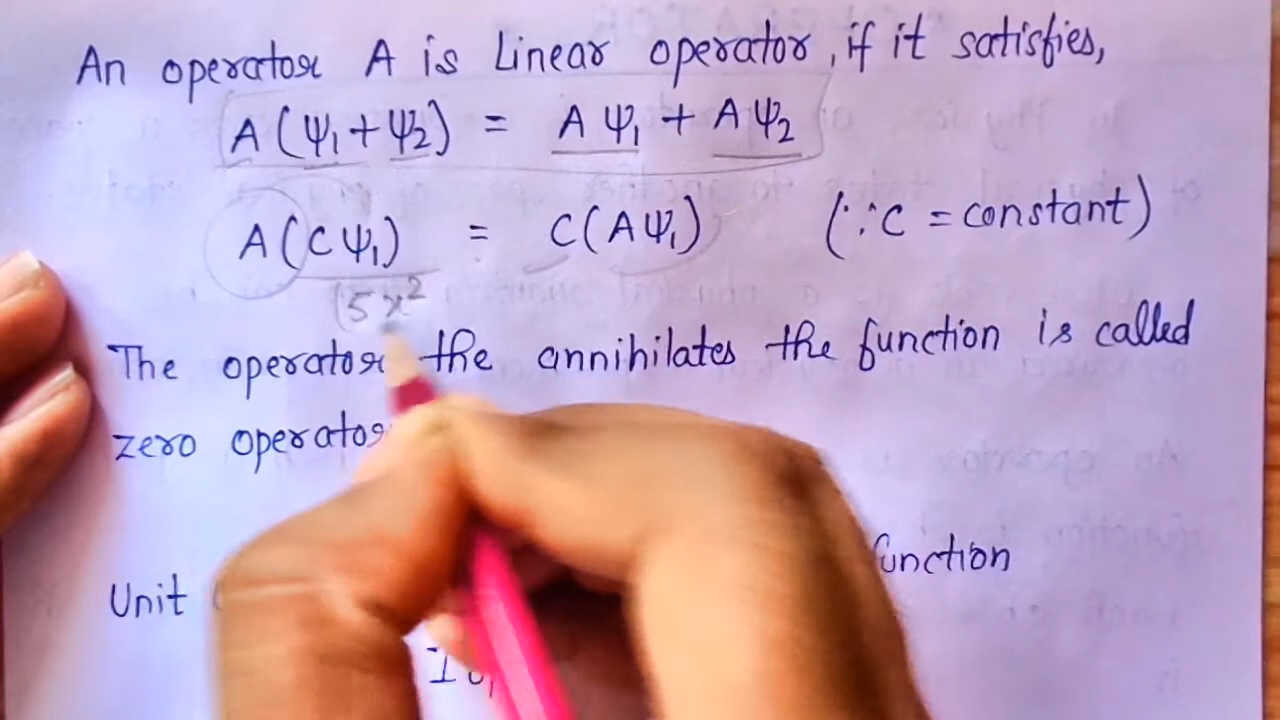 An operator A is Linear operator, if it satisfies,
A(ψ₁ + ψ₂) = Aψ₁ + Aψ₂
A(Cψ₁) = C(Aψ₁) (∵C = constant)
(5x²
The operator the annihilates the function is called
zero operator
Unit function
I